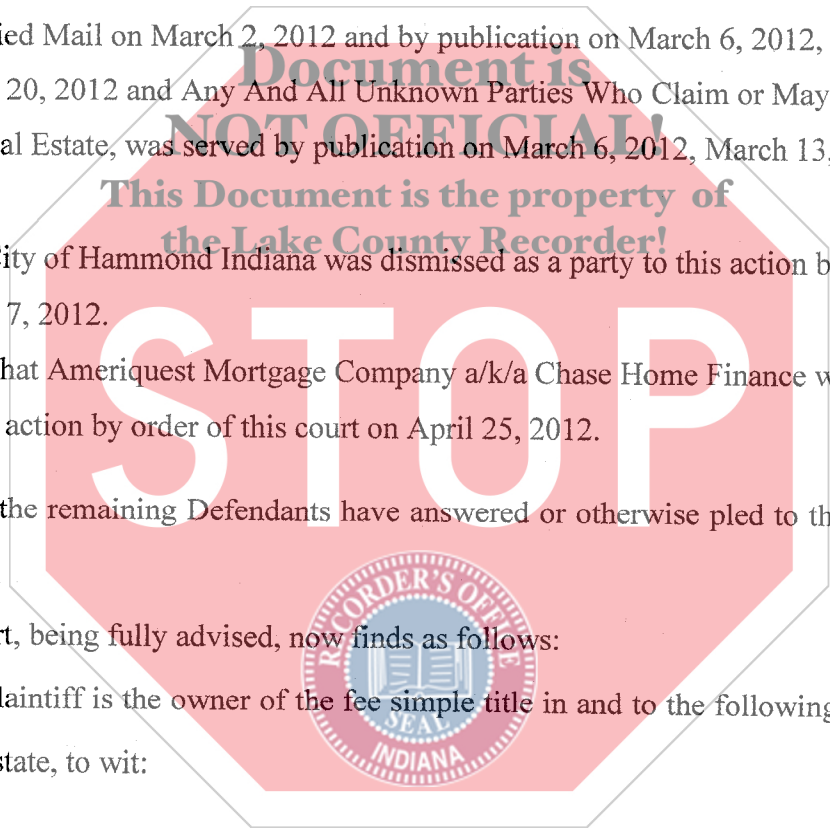 ied Mail on March 2, 2012 and by publication on March 6, 2012,
Document is
20, 2012 and Any And All Unknown Parties Who Claim or May
NOT OFFICIAL!
al Estate, was served by publication on March 6, 2012, March 13,
This Document is the property of
the Lake County Recorder!
City of Hammond Indiana was dismissed as a party to this action b
7, 2012.
STOP
hat Ameriquest Mortgage Company a/k/a Chase Home Finance w
action by order of this court on April 25, 2012.
the remaining Defendants have answered or otherwise pled to th
RECORDER'S OFFICE
rt, being fully advised, now finds as follows:
laintiff is the owner of the fee simple title in and to the following
SEAL
INDIANA
state, to wit: